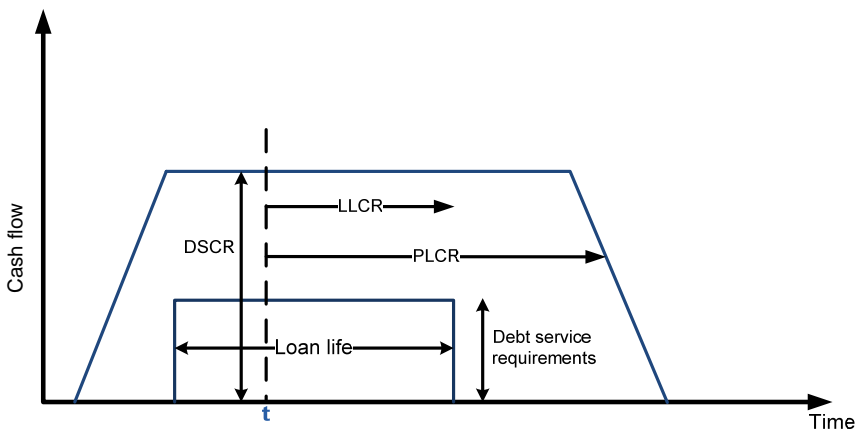 LLCR
DSCR
PLCR
Cash flow
Loan life
Debt service
requirements
t
Time